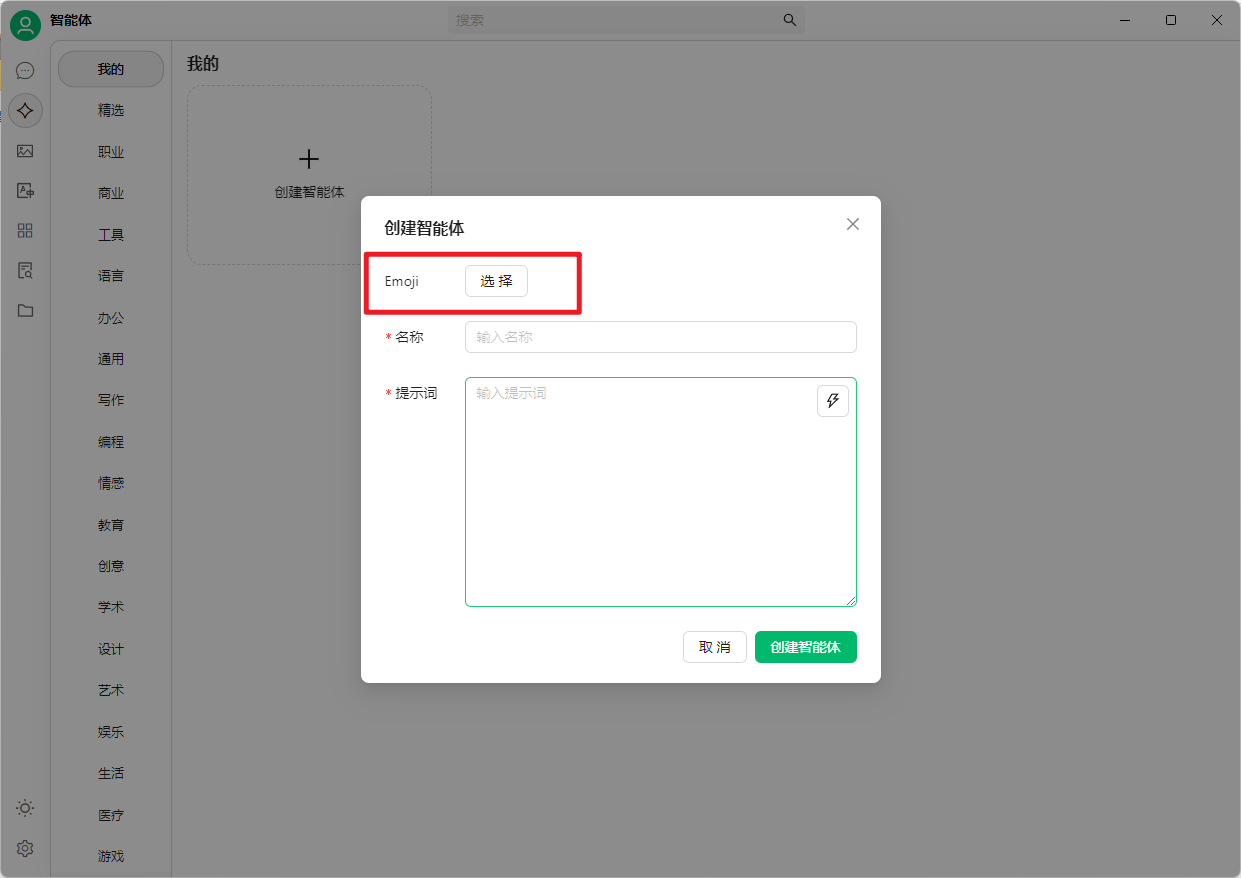 智能体
搜索
我的
精选
职业
商业
工具
语言
办公
通用
写作
编程
情感
教育
创意
学术
设计
艺术
娱乐
生活
医疗
游戏
我的
创建智能体
创建智能体
Emoji
选 择
* 名称
输入名称
* 提示词
输入提示词
取 消
创建智能体